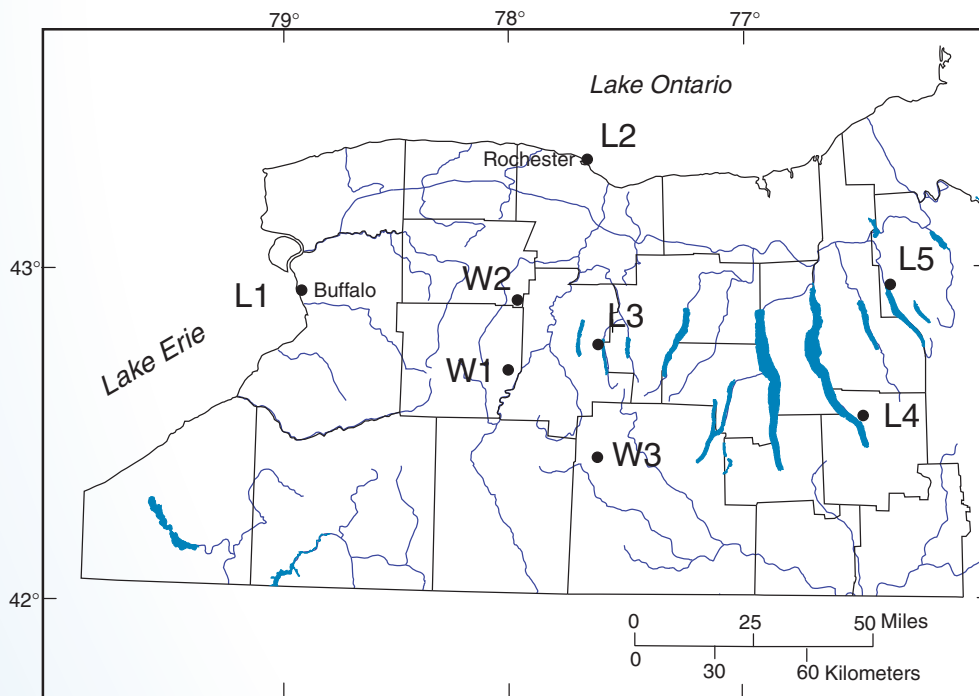 79°
78°
77°
Lake Ontario
L2
Rochester
43°
L5
W2
L1
Buffalo
L3
Lake Erie
W1
L4
W3
42°
0
25
50 Miles
0
30
60 Kilometers